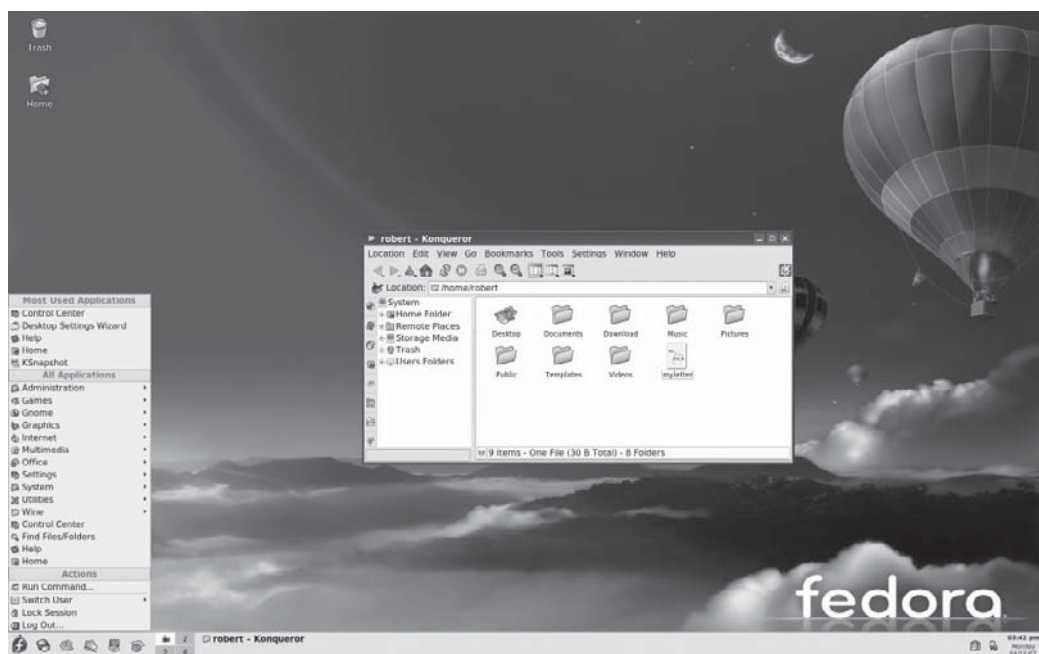 Trash
Home
robert - Konqueror
Location Edit View Go Bookmarks Tools Settings Window Help
Location: /home/robert
System
Home Folder
Remote Places
Storage Media
Trash
Users Folders
Desktop Documents Download Music Pictures
Public Templates Videos myletter
9 Items - One File (30 B Total) - 8 Folders
Most Used Applications
Control Center
Desktop Settings Wizard
Help
Home
KSnapshot
All Applications
Administration
Games
Gnome
Graphics
Internet
Multimedia
Office
Settings
System
Utilities
Wine
Control Center
Find Files/Folders
Help
Home
Actions
Run Command...
Switch User
Lock Session
Log Out...
fedora
2
3 4
robert - Konqueror
03:42 pm
Monday